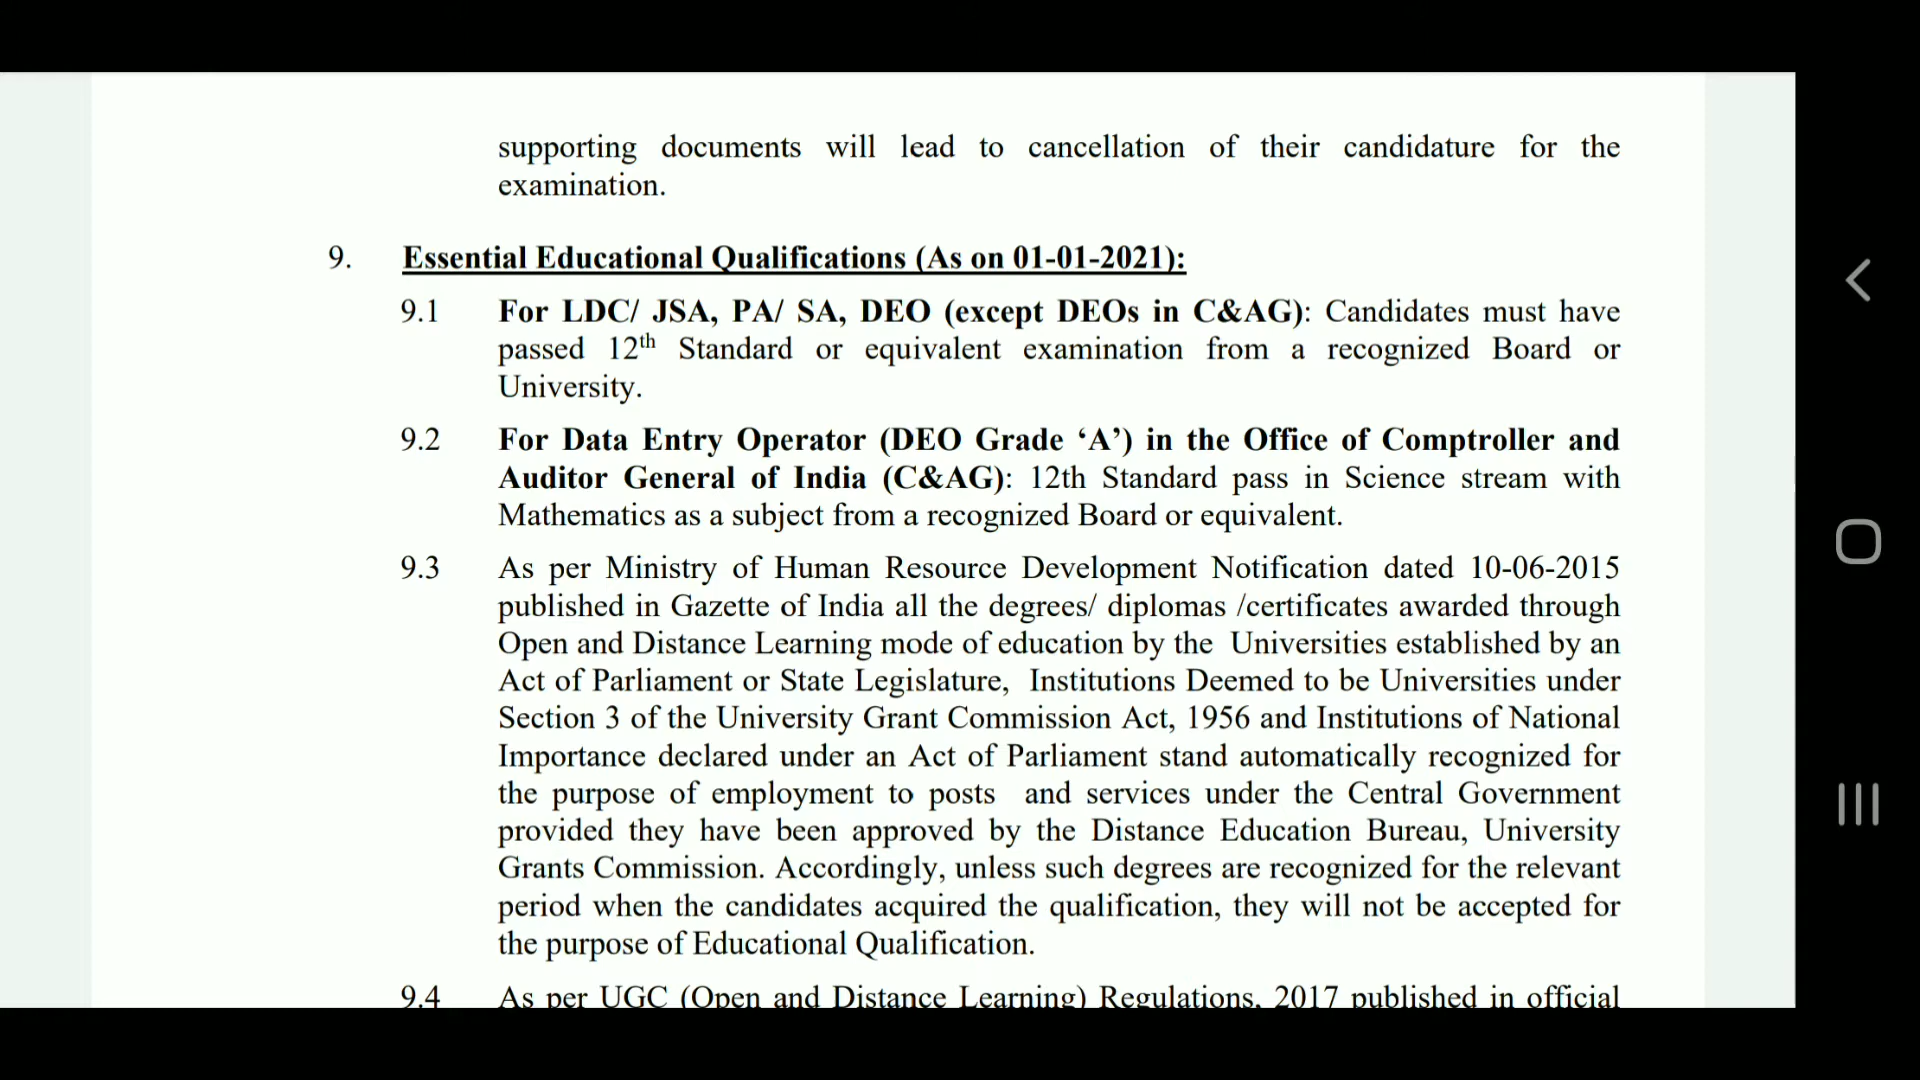 supporting documents will lead to cancellation of their candidature for the
examination.
9. Essential Educational Qualifications (As on 01-01-2021):
9.1 For LDC/ JSA, PA/ SA, DEO (except DEOs in C&AG): Candidates must have
passed 12th Standard or equivalent examination from a recognized Board or
University.
9.2 For Data Entry Operator (DEO Grade ‘A’) in the Office of Comptroller and
Auditor General of India (C&AG): 12th Standard pass in Science stream with
Mathematics as a subject from a recognized Board or equivalent.
9.3 As per Ministry of Human Resource Development Notification dated 10-06-2015
published in Gazette of India all the degrees/ diplomas /certificates awarded through
Open and Distance Learning mode of education by the Universities established by an
Act of Parliament or State Legislature, Institutions Deemed to be Universities under
Section 3 of the University Grant Commission Act, 1956 and Institutions of National
Importance declared under an Act of Parliament stand automatically recognized for
the purpose of employment to posts and services under the Central Government
provided they have been approved by the Distance Education Bureau, University
Grants Commission. Accordingly, unless such degrees are recognized for the relevant
period when the candidates acquired the qualification, they will not be accepted for
the purpose of Educational Qualification.
9.4 As per UGC (Open and Distance Learning) Regulations, 2017 published in official